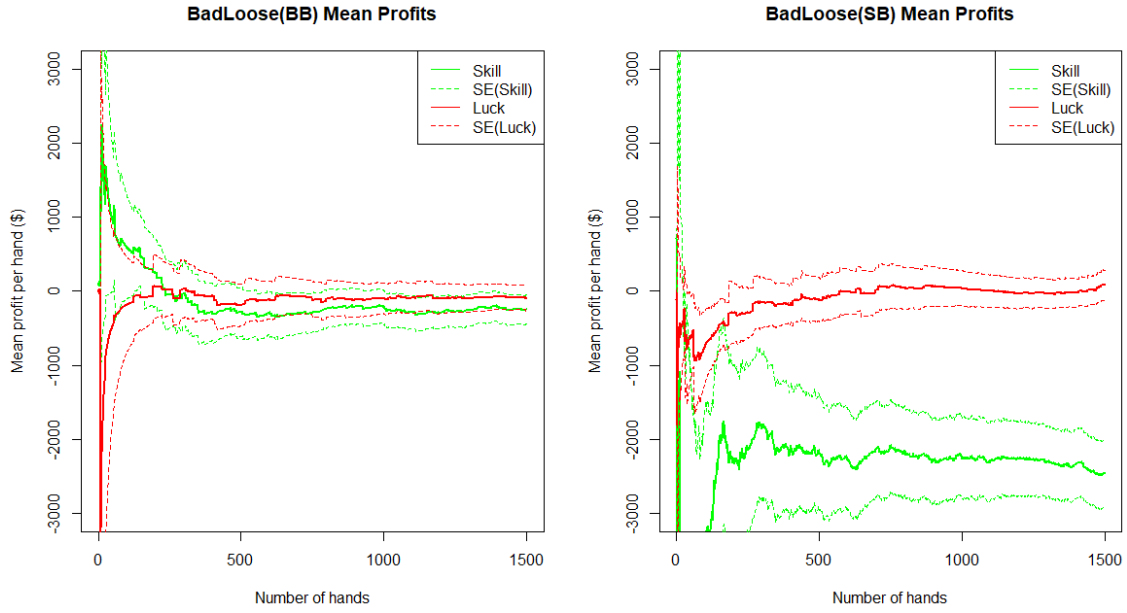 BadLoose(BB) Mean Profits
Mean profit per hand ($)
3000
2000
1000
0
-1000
-2000
-3000
Skill
SE(Skill)
Luck
SE(Luck)
0
500
1000
1500
Number of hands
BadLoose(SB) Mean Profits
Mean profit per hand ($)
3000
2000
1000
0
-1000
-2000
-3000
Skill
SE(Skill)
Luck
SE(Luck)
0
500
1000
1500
Number of hands